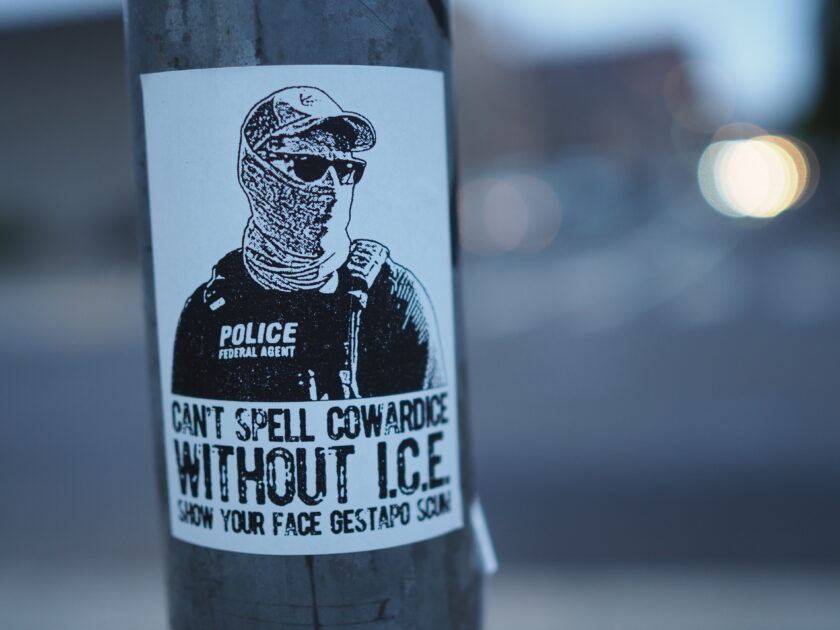 POLICE
FEDERAL AGENT
CAN'T SPELL COWARDICE
WITHOUT I.C.E.
SHOW YOUR FACE GESTAPO SCUM!